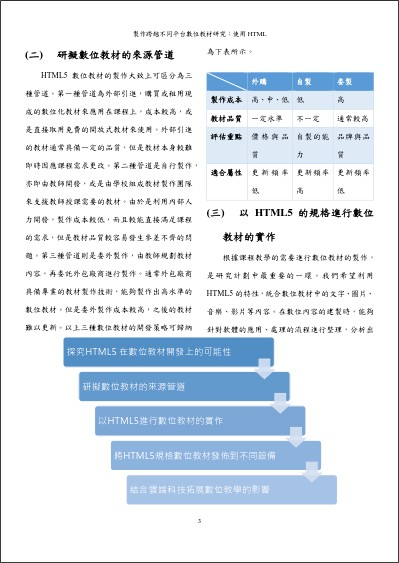 製作跨越不同平台數位教材研究：使用 HTML
(二) 研擬數位教材的來源管道
HTML5 數位教材的製作大致上可區分為三
種管道。第一種管道為外部引進，購買或租用現
成的數位化教材來應用在課程上，成本較高，或
是直接取用免費的開放式教材來使用。外部引進
的教材通常具備一定的品質，但是教材本身較難
即時因應課程需求更改。第二種管道是自行製作，
亦即由教師開發，或是由學校組成教材製作團隊
來支援教師授課需要的教材。由於是利用內部人
力開發，製作成本較低，而且較能直接滿足課程
的需求，但是教材品質較容易發生參差不齊的問
題。第三種管道則是委外製作，由教師規劃教材
內容，再委託外包廠商進行製作。通常外包廠商
具備專業的教材製作技術，能夠製作出高水準的
數位教材，但是委外製作成本較高，之後的教材
難以更新。以上三種數位教材的開發策略可歸納
為下表所示。
外購 自製 委製
製作成本 高、中、低 低 高
教材品質 一定水準 不一定 通常較高
評估重點 價格與品質 自製的能力 品牌與品質
適合屬性 更新頻率低 更新頻率高 更新頻率低
(三) 以 HTML5 的規格進行數位
教材的實作
根據課程教學的需要進行數位教材的製作，
是研究計劃中最重要的一環。我們希望利用
HTML5 的特性，統合數位教材中的文字、圖片、
音樂、影片等內容。在數位內容的建製時，能夠
針對軟體的應用、處理的流程進行整理，分析出
探究HTML5 在數位教材開發上的可能性
研擬數位教材的來源管道
以HTML5進行數位教材的實作
將HTML5規格數位教材發佈到不同設備
結合雲端科技拓展數位教學的影響
3